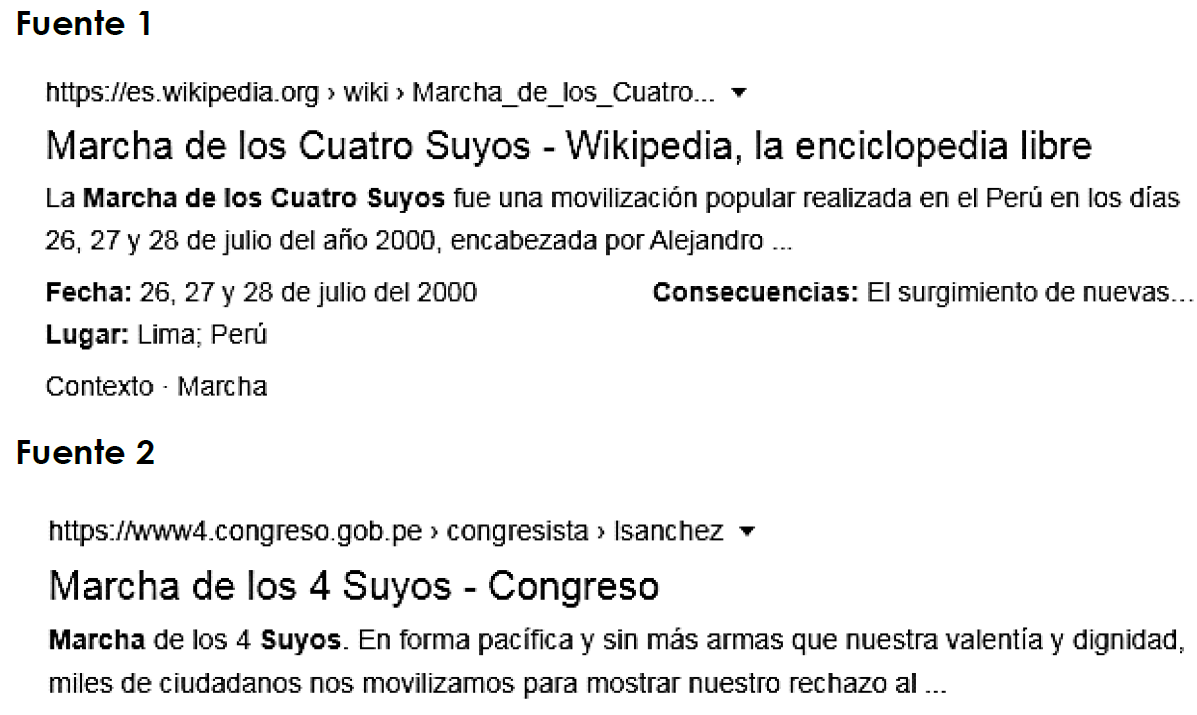 Fuente 1
https://es.wikipedia.org › wiki › Marcha_de_los_Cuatro... ▼
Marcha de los Cuatro Suyos - Wikipedia, la enciclopedia libre
La Marcha de los Cuatro Suyos fue una movilización popular realizada en el Perú en los días
26, 27 y 28 de julio del año 2000, encabezada por Alejandro ...
Fecha: 26, 27 y 28 de julio del 2000 Consecuencias: El surgimiento de nuevas...
Lugar: Lima; Perú
Contexto · Marcha
Fuente 2
https://www4.congreso.gob.pe › congresista › lsanchez ▼
Marcha de los 4 Suyos - Congreso
Marcha de los 4 Suyos. En forma pacífica y sin más armas que nuestra valentía y dignidad,
miles de ciudadanos nos movilizamos para mostrar nuestro rechazo al ...